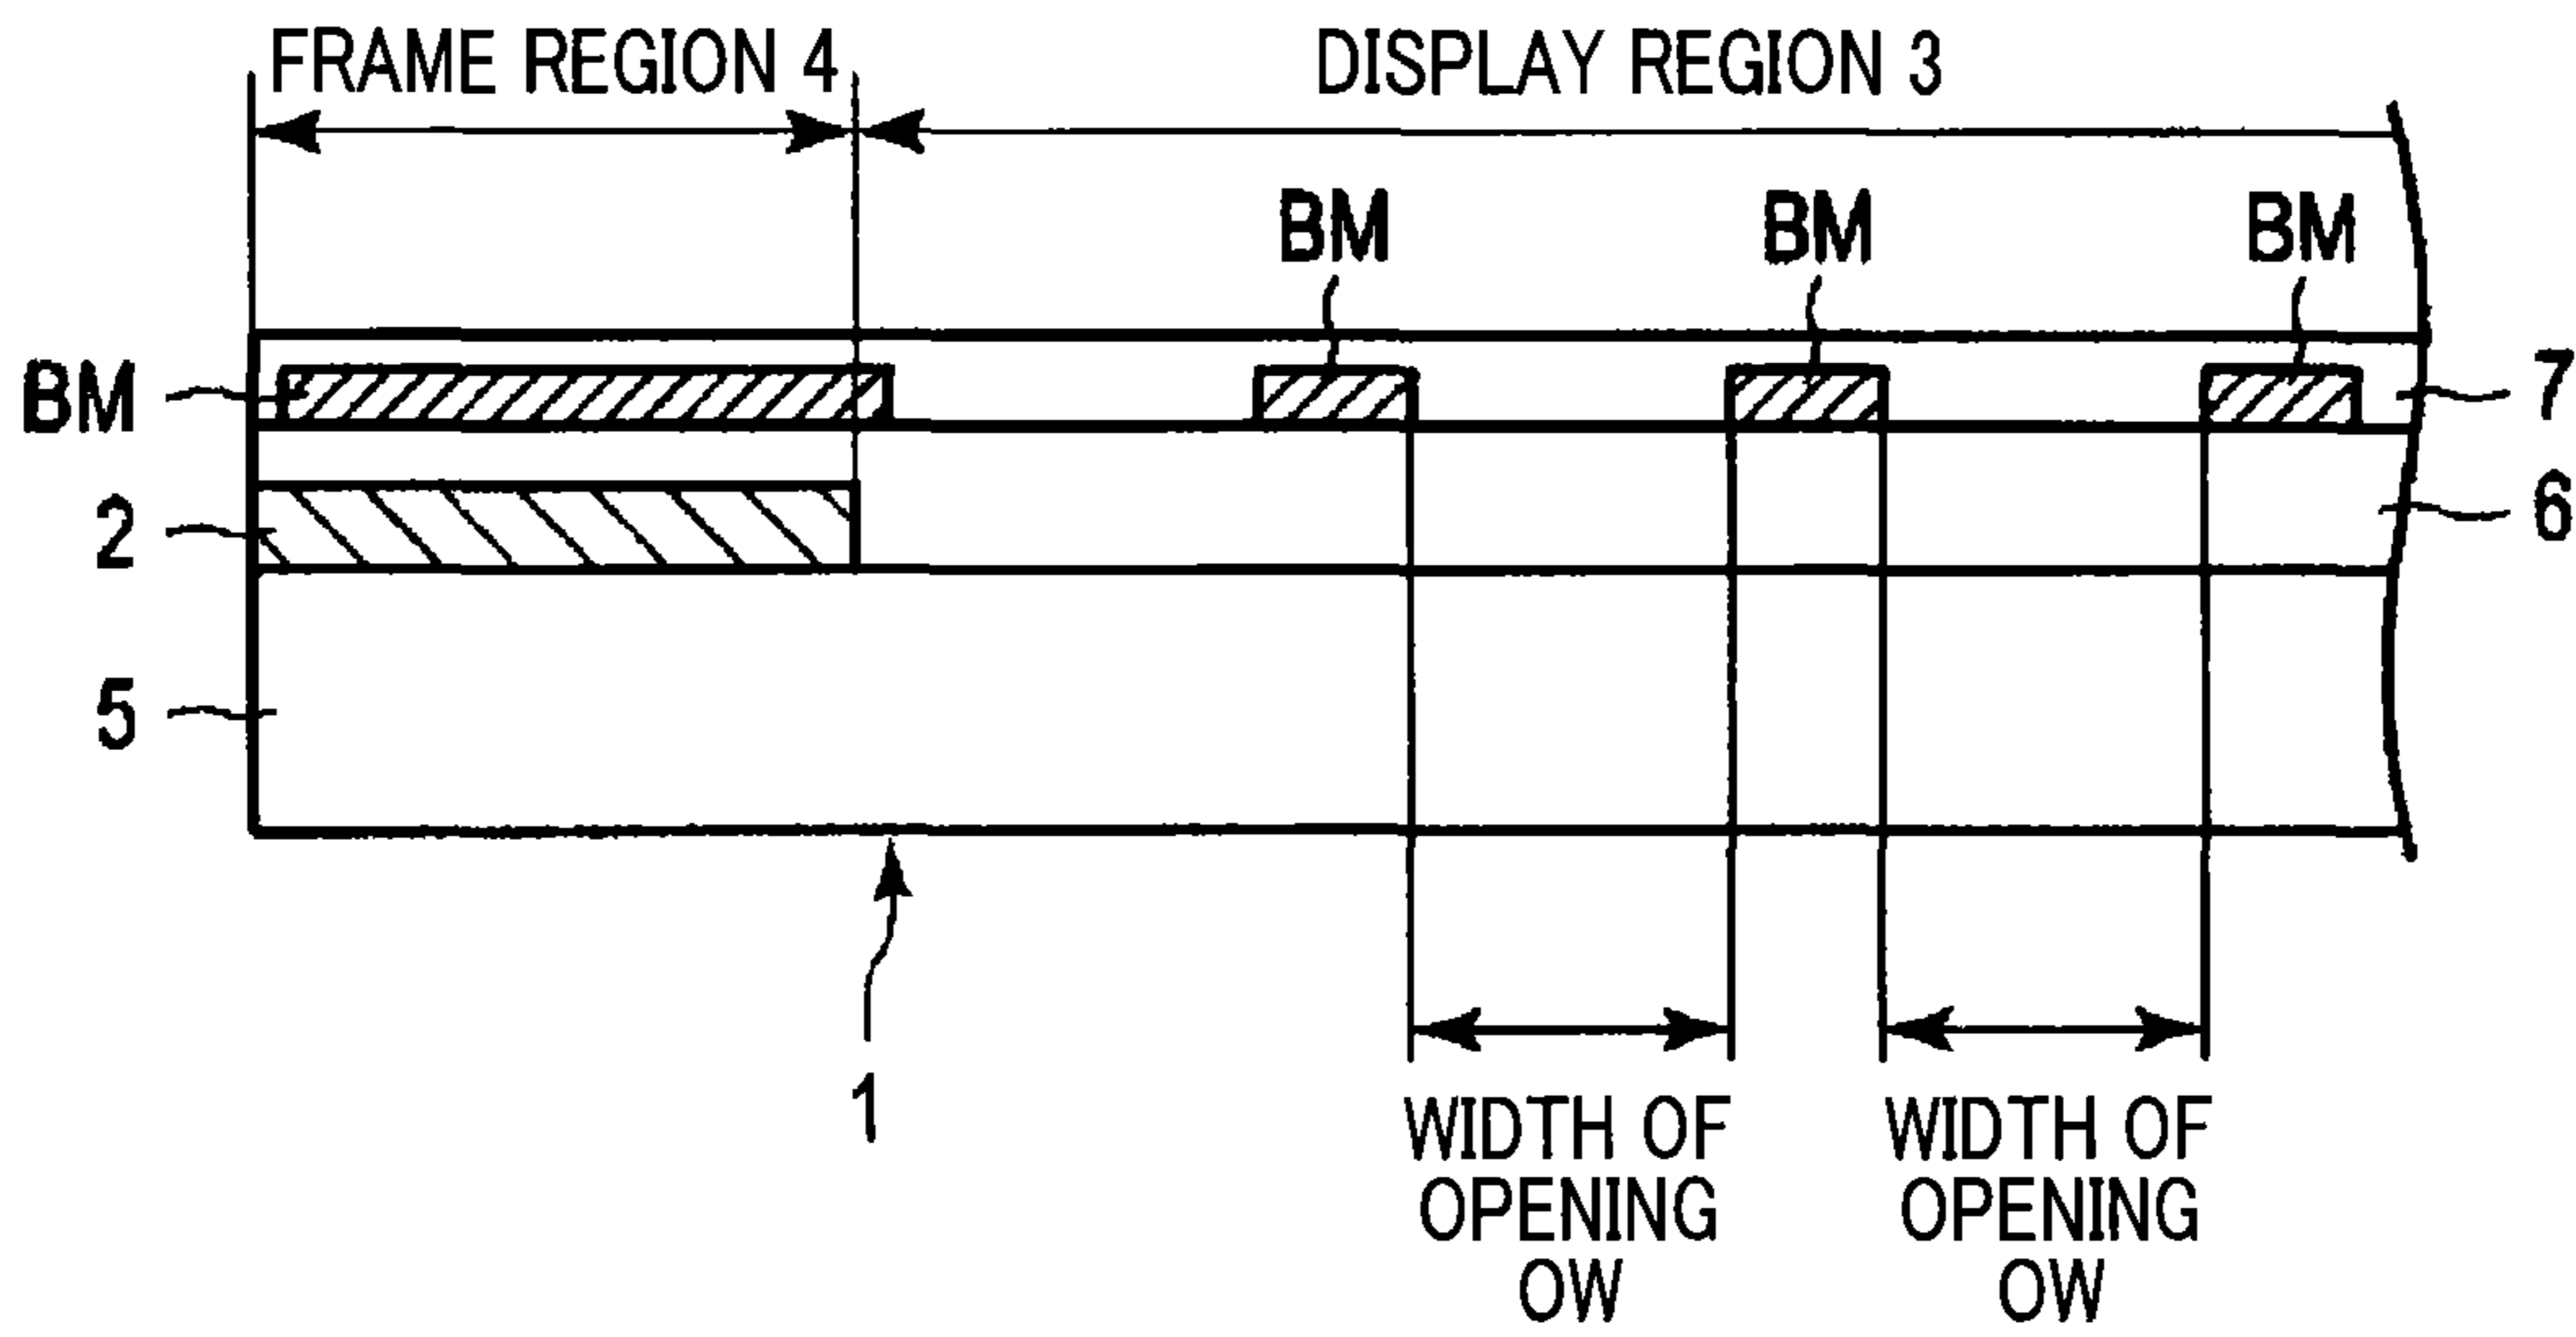 FRAME REGION 4
DISPLAY REGION 3
BM BM BM
BM
7
2
6
5
1
WIDTH OF OPENING OW
WIDTH OF OPENING OW